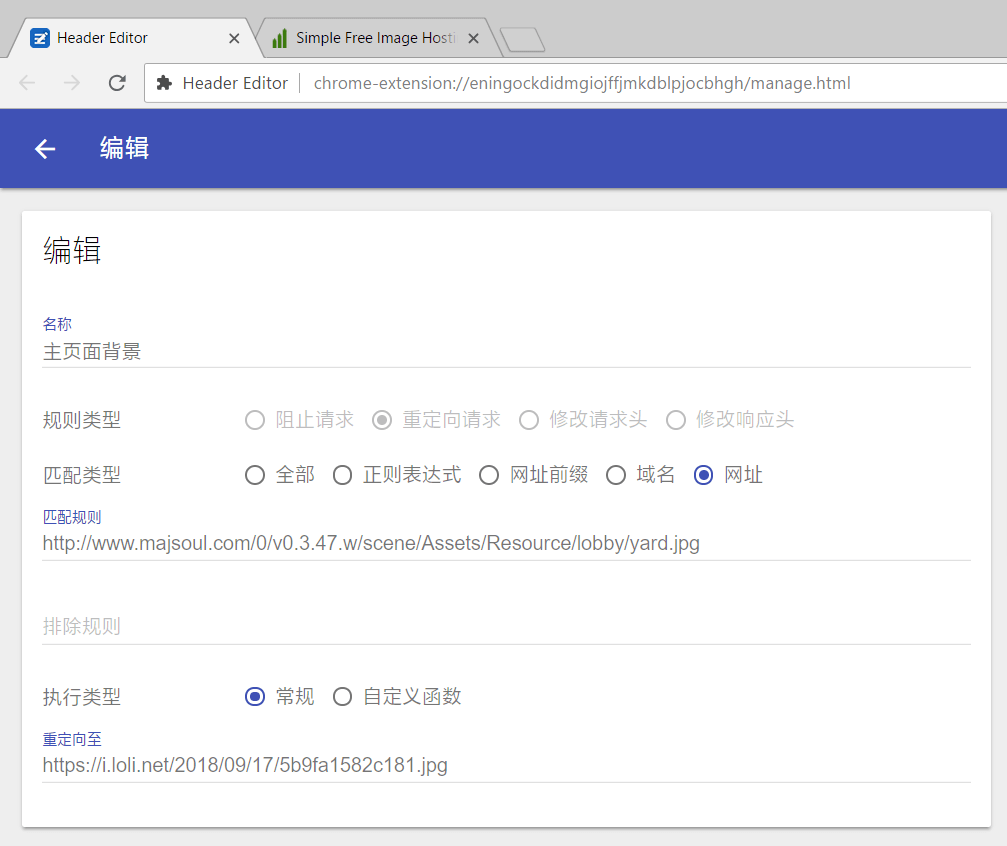 Header Editor
Simple Free Image Hosti
Header Editor chrome-extension://eningockdidmgiojffjmkdblpjocbhgh/manage.html
编辑
编辑
名称
主页面背景
规则类型 阻止请求 重定向请求 修改请求头 修改响应头
匹配类型 全部 正则表达式 网址前缀 域名 网址
匹配规则
http://www.majsoul.com/0/v0.3.47.w/scene/Assets/Resource/lobby/yard.jpg
排除规则
执行类型 常规 自定义函数
重定向至
https://i.loli.net/2018/09/17/5b9fa1582c181.jpg